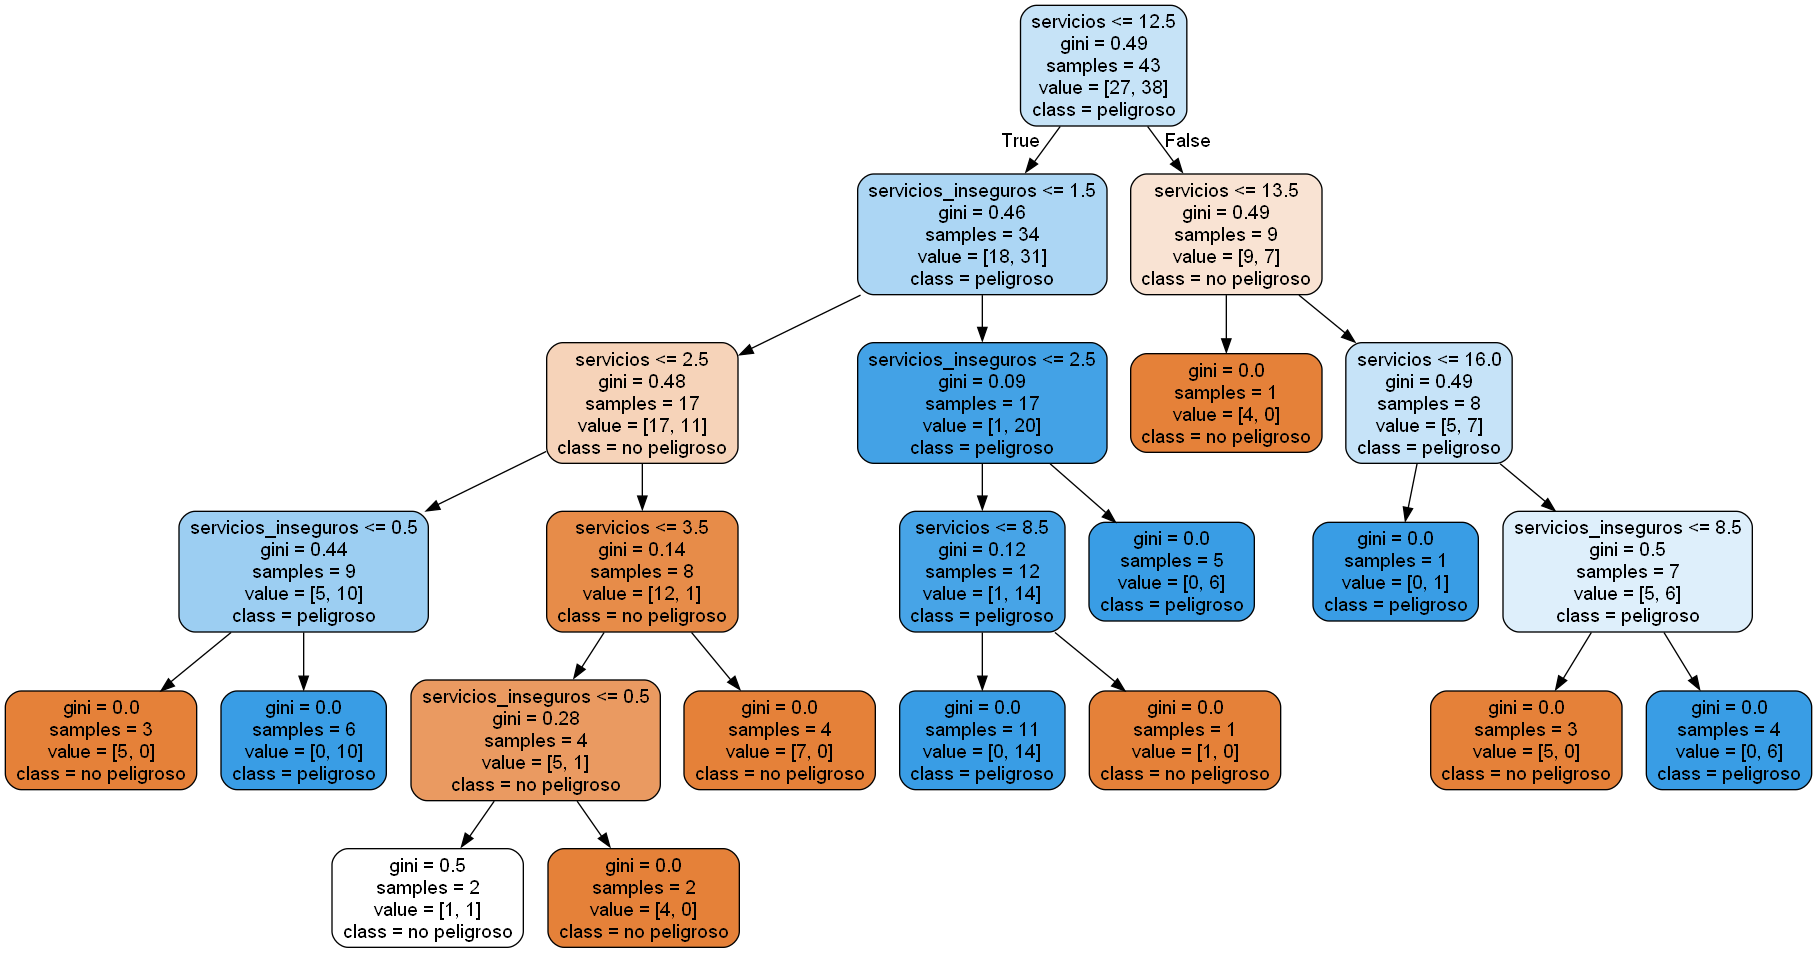 servicios <= 12.5
gini = 0.49
samples = 43
value = [27, 38]
class = peligroso
True
False
servicios_inseguros <= 1.5
gini = 0.46
samples = 34
value = [18, 31]
class = peligroso
servicios <= 13.5
gini = 0.49
samples = 9
value = [9, 7]
class = no peligroso
servicios <= 2.5
gini = 0.48
samples = 17
value = [17, 11]
class = no peligroso
servicios_inseguros <= 2.5
gini = 0.09
samples = 17
value = [1, 20]
class = peligroso
gini = 0.0
samples = 1
value = [4, 0]
class = no peligroso
servicios <= 16.0
gini = 0.49
samples = 8
value = [5, 7]
class = peligroso
servicios_inseguros <= 0.5
gini = 0.44
samples = 9
value = [5, 10]
class = peligroso
servicios <= 3.5
gini = 0.14
samples = 8
value = [12, 1]
class = no peligroso
servicios <= 8.5
gini = 0.12
samples = 12
value = [1, 14]
class = peligroso
gini = 0.0
samples = 5
value = [0, 6]
class = peligroso
gini = 0.0
samples = 1
value = [0, 1]
class = peligroso
servicios_inseguros <= 8.5
gini = 0.5
samples = 7
value = [5, 6]
class = peligroso
gini = 0.0
samples = 3
value = [5, 0]
class = no peligroso
gini = 0.0
samples = 6
value = [0, 10]
class = peligroso
servicios_inseguros <= 0.5
gini = 0.28
samples = 4
value = [5, 1]
class = no peligroso
gini = 0.0
samples = 4
value = [7, 0]
class = no peligroso
gini = 0.0
samples = 11
value = [0, 14]
class = peligroso
gini = 0.0
samples = 1
value = [1, 0]
class = no peligroso
gini = 0.0
samples = 3
value = [5, 0]
class = no peligroso
gini = 0.0
samples = 4
value = [0, 6]
class = peligroso
gini = 0.5
samples = 2
value = [1, 1]
class = no peligroso
gini = 0.0
samples = 2
value = [4, 0]
class = no peligroso